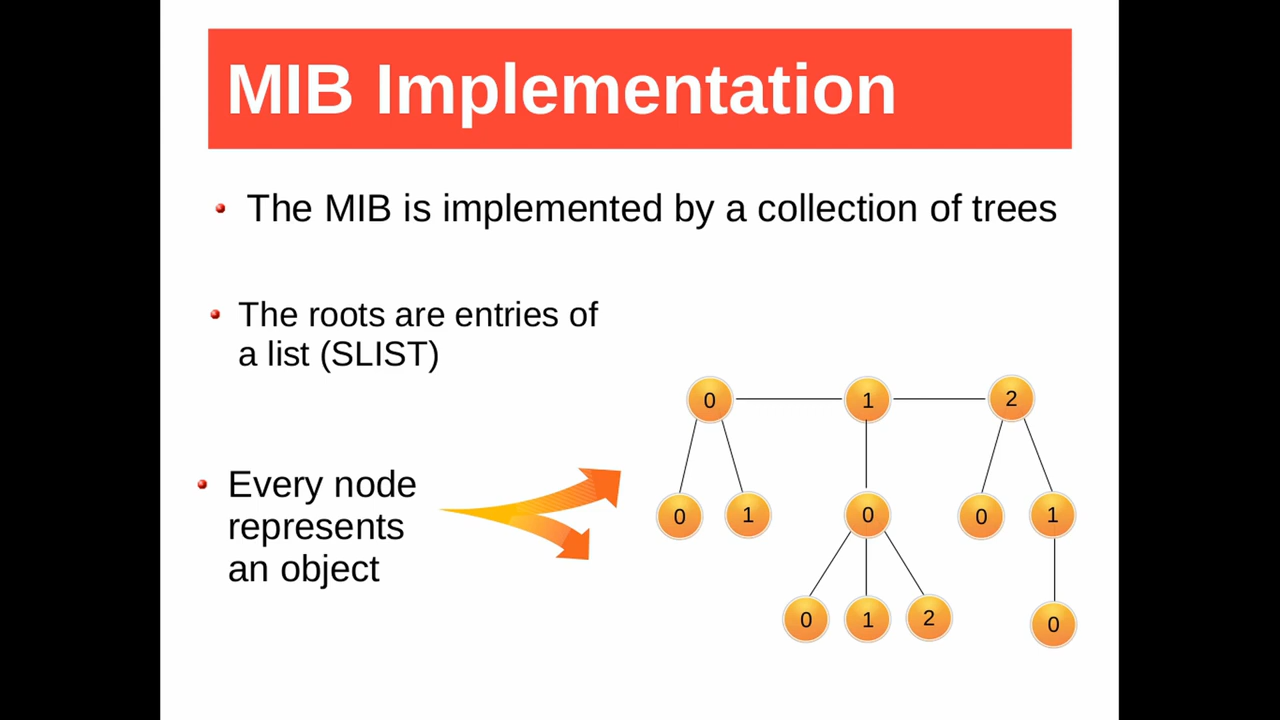 MIB Implementation
The MIB is implemented by a collection of trees
The roots are entries of
a list (SLIST)
Every node
represents
an object
0 1 2
0 1 0 0 1
0 1 2 0